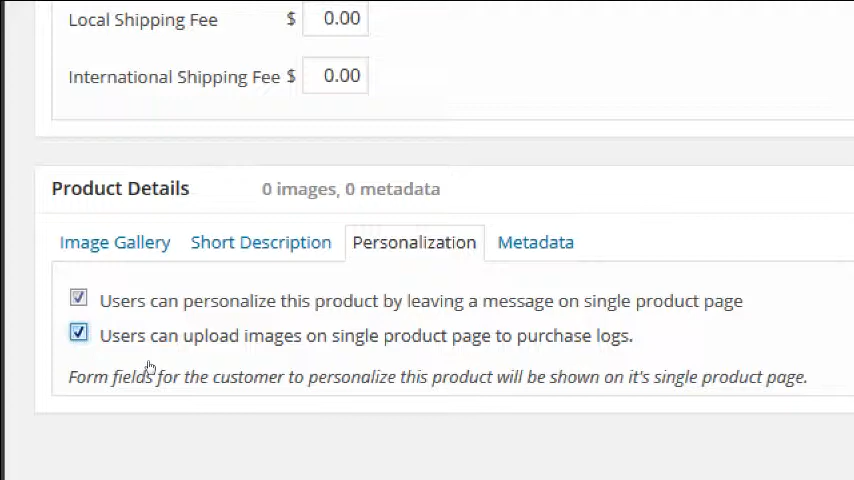 Local Shipping Fee $ 0.00
International Shipping Fee $ 0.00
Product Details 0 images, 0 metadata
Image Gallery Short Description Personalization Metadata
Users can personalize this product by leaving a message on single product page
Users can upload images on single product page to purchase logs.
Form fields for the customer to personalize this product will be shown on it's single product page.